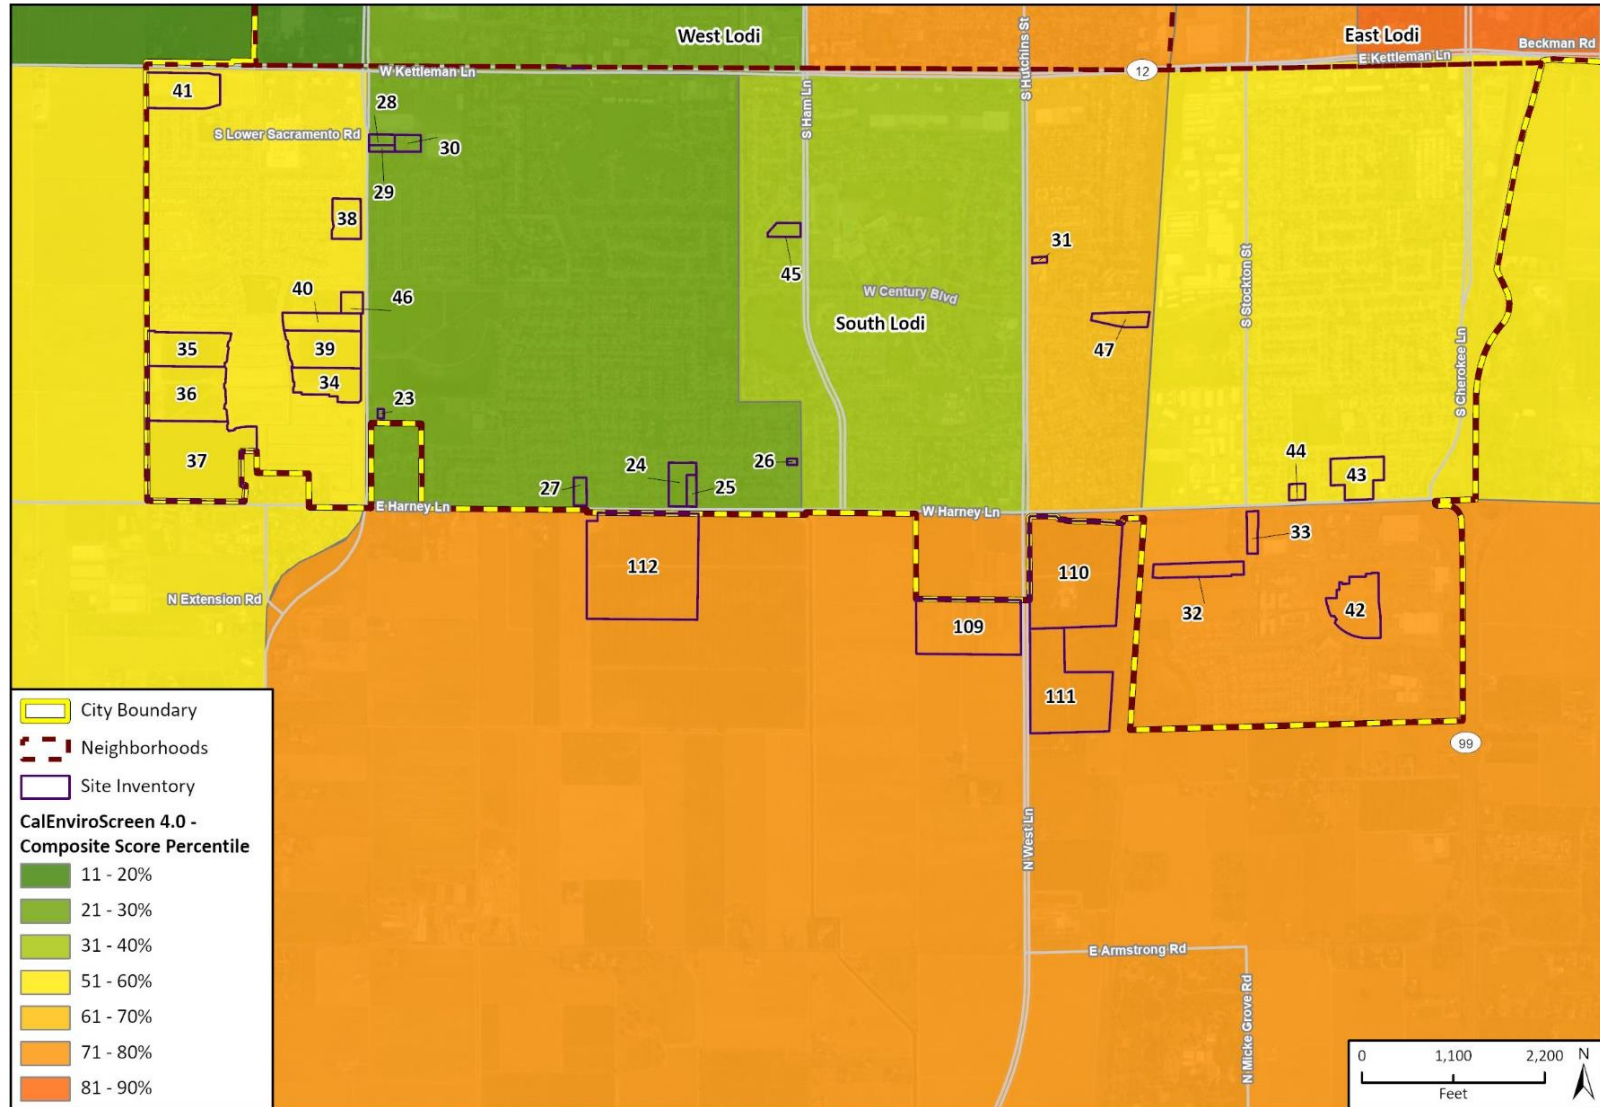 West Lodi
East Lodi
Beckman Rd
E Kettleman Ln
W Kettleman Ln
12
S Hutchins St
41
28
S Lower Sacramento Rd
30
S Ham Ln
29
38
31
45
S Stockton St
40
46
W Century Blvd
South Lodi
35
39
47
36
34
S Cherokee Ln
23
37
24
26
44
43
27
25
E Harney Ln
W Harney Ln
33
112
110
N Extension Rd
32
42
109
111
99
N West Ln
E Armstrong Rd
N Micke Grove Rd
City Boundary
Neighborhoods
Site Inventory
CalEnviroScreen 4.0 -
Composite Score Percentile
11 - 20%
21 - 30%
31 - 40%
51 - 60%
61 - 70%
71 - 80%
81 - 90%
0 1,100 2,200 N
Feet